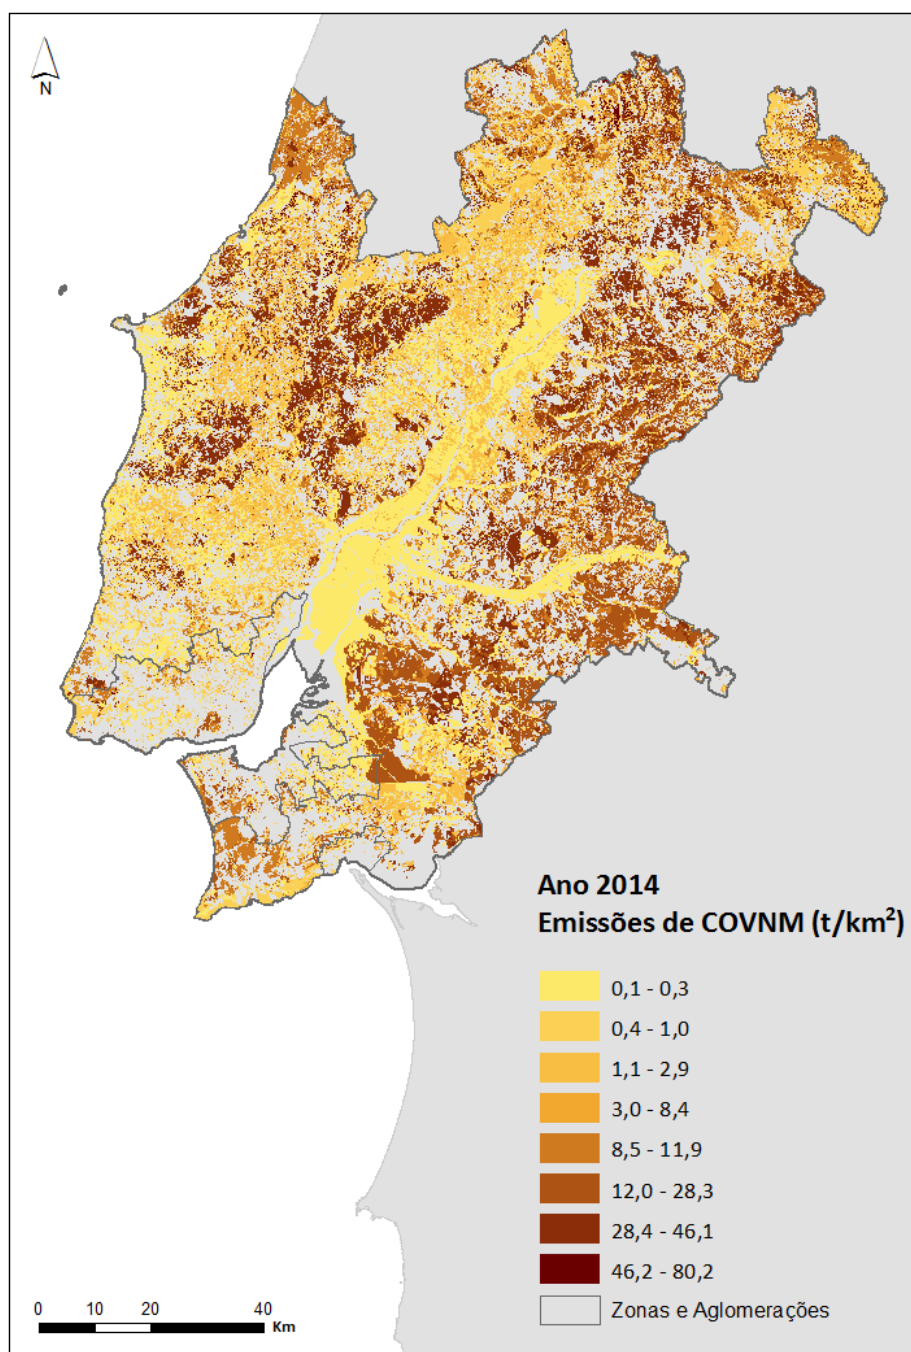 N
Ano 2014
Emissões de COVNM (t/km²)
0,1 - 0,3
0,4 - 1,0
1,1 - 2,9
3,0 - 8,4
8,5 - 11,9
12,0 - 28,3
28,4 - 46,1
46,2 - 80,2
Zonas e Aglomerações
0 10 20 40
Km